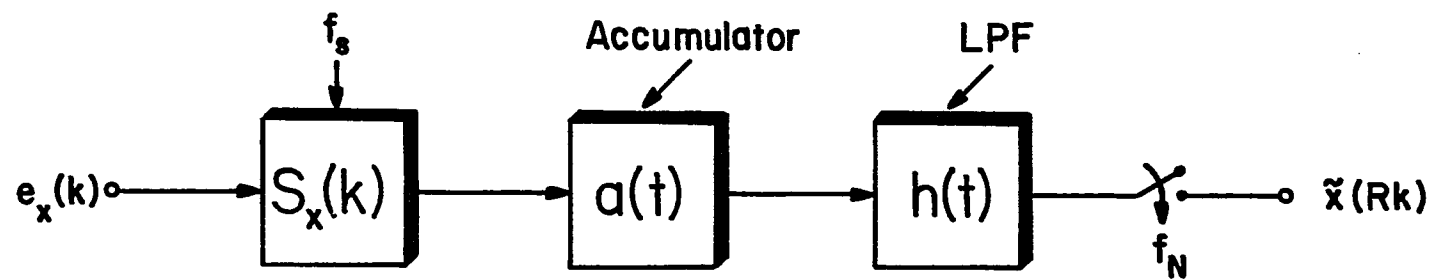 f_s
Accumulator
LPF
e_x(k)
S_x(k)
a(t)
h(t)
x̃(Rk)
f_N